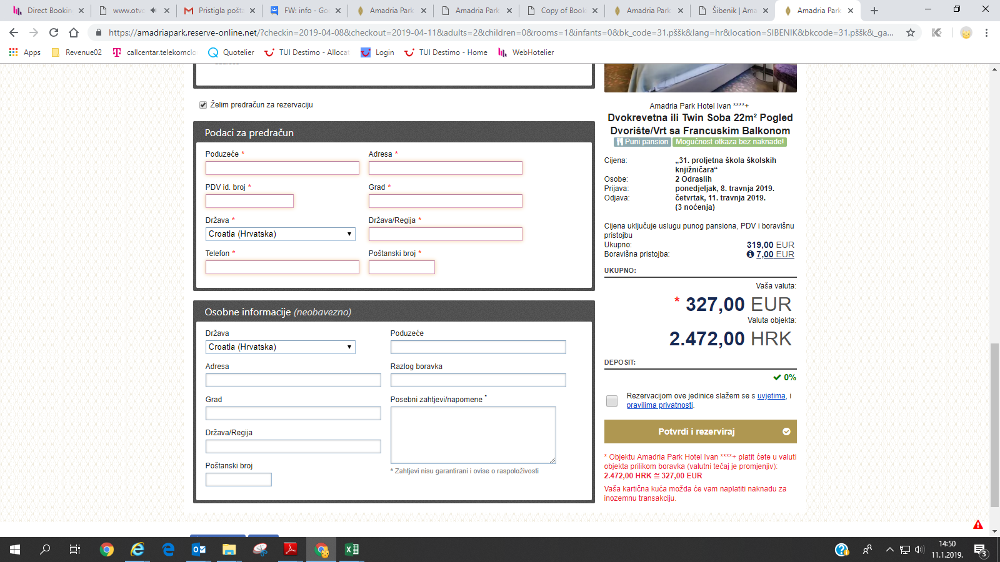 Direct Booking
www.otvo
Pristigla pošta
FW: info - Goo
Amadria Park
Amadria Park
Copy of Book
Amadria Park
Šibenik | Ama
Amadria Park
https://amadriapark.reserve-online.net/?checkin=2019-04-08&checkout=2019-04-11&adults=2&children=0&rooms=1&infants=0&bk_code=31.pššk&lang=hr&location=SIBENIK&bkcode=31.pššk&_ga...
Apps
Revenue02
callcentar.telekomclo
Quotelier
TUI Destimo - Allocat
Login
TUI Destimo - Home
WebHotelier
Želim predračun za rezervaciju
Podaci za predračun
Poduzeće *
Adresa *
PDV id. broj *
Grad *
Država *
Država/Regija *
Croatia (Hrvatska)
Telefon *
Poštanski broj *
Osobne informacije (neobavezno)
Država
Poduzeće
Croatia (Hrvatska)
Adresa
Razlog boravka
Grad
Posebni zahtjevi/napomene *
Država/Regija
Poštanski broj
* Zahtjevi nisu garantirani i ovise o raspoloživosti
Amadria Park Hotel Ivan ****+
Dvokrevetna ili Twin Soba 22m² Pogled
Dvorište/Vrt sa Francuskim Balkonom
Puni pansion Mogućnost otkaza bez naknade!
Cijena: „31. proljetna škola školskih
knjižničara“
Osobe: 2 Odraslih
Prijava: ponedjeljak, 8. travnja 2019.
Odjava: četvrtak, 11. travnja 2019.
(3 noćenja)
Cijena uključuje uslugu punog pansiona, PDV i boravišnu
pristojbu
Ukupno: 319,00 EUR
Boravišna pristojba: 7,00 EUR
UKUPNO:
Vaša valuta:
* 327,00 EUR
Valuta objekta:
2.472,00 HRK
DEPOSIT:
0%
Rezervacijom ove jedinice slažem se s uvjetima, i
pravilima privatnosti.
Potvrdi i rezerviraj
* Objektu Amadria Park Hotel Ivan ****+ platit ćete u valuti
objekta prilikom boravka (valutni tečaj je promjenjiv):
2.472,00 HRK ≅ 327,00 EUR
Vaša kartična kuća možda će vam naplatiti naknadu za
inozemnu transakciju.
14:50
11.1.2019.
3